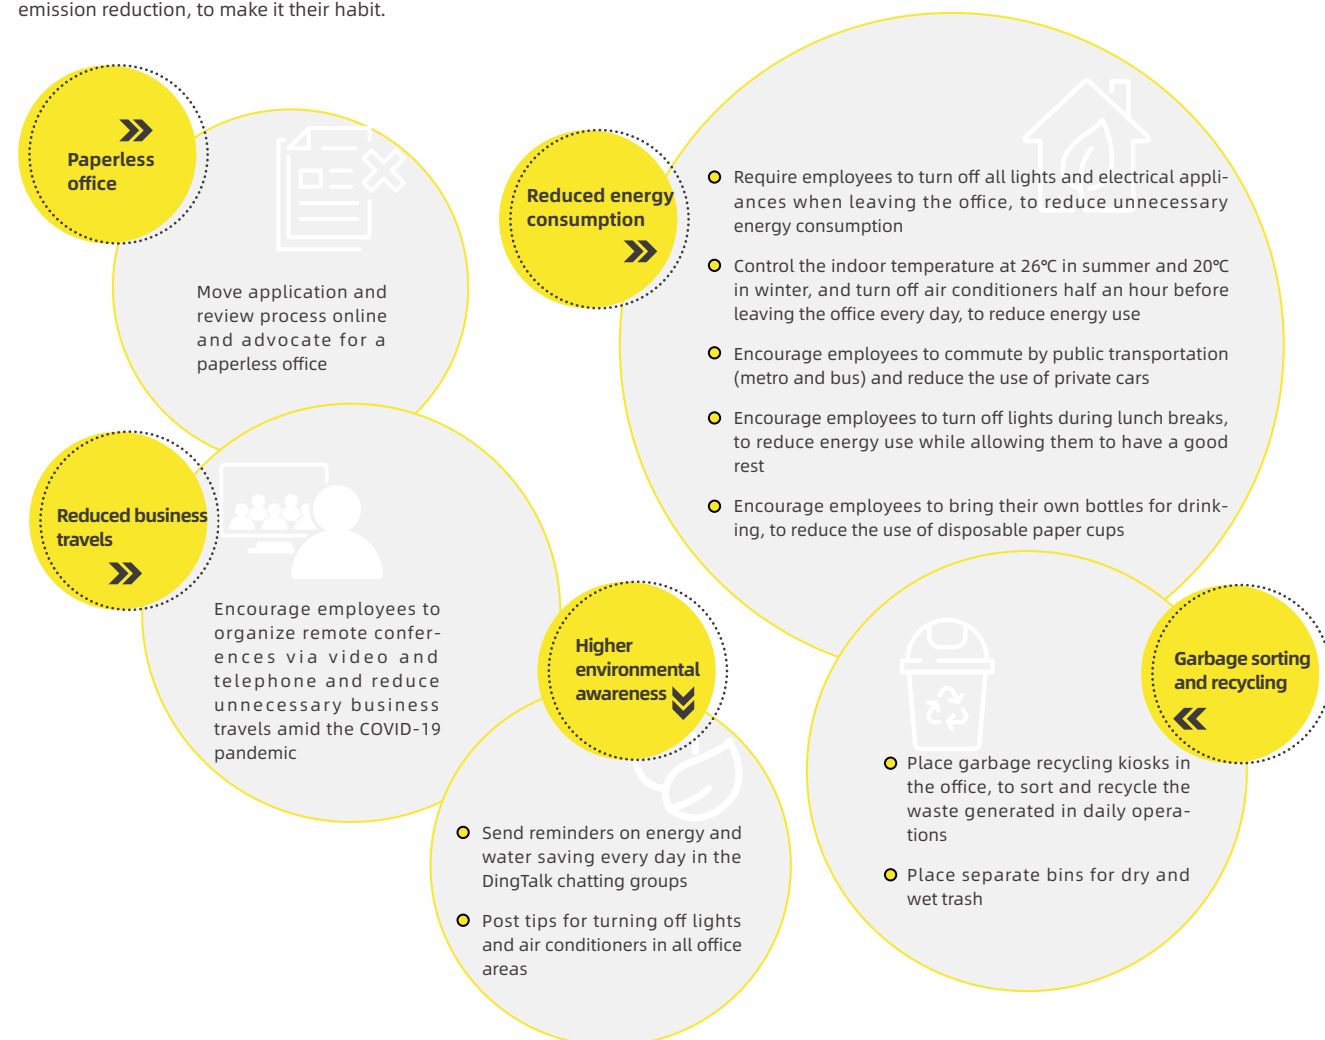 emission reduction, to make it their habit.
Paperless
office
Move application and
review process online
and advocate for a
paperless office
Reduced energy
consumption
Require employees to turn off all lights and electrical appli-
ances when leaving the office, to reduce unnecessary
energy consumption
Control the indoor temperature at 26℃ in summer and 20℃
in winter, and turn off air conditioners half an hour before
leaving the office every day, to reduce energy use
Encourage employees to commute by public transportation
(metro and bus) and reduce the use of private cars
Encourage employees to turn off lights during lunch breaks,
to reduce energy use while allowing them to have a good
rest
Encourage employees to bring their own bottles for drink-
ing, to reduce the use of disposable paper cups
Reduced business
travels
Encourage employees to
organize remote confer-
ences via video and
telephone and reduce
unnecessary business
travels amid the COVID-19
pandemic
Higher
environmental
awareness
Send reminders on energy and
water saving every day in the
DingTalk chatting groups
Post tips for turning off lights
and air conditioners in all office
areas
Garbage sorting
and recycling
Place garbage recycling kiosks in
the office, to sort and recycle the
waste generated in daily opera-
tions
Place separate bins for dry and
wet trash